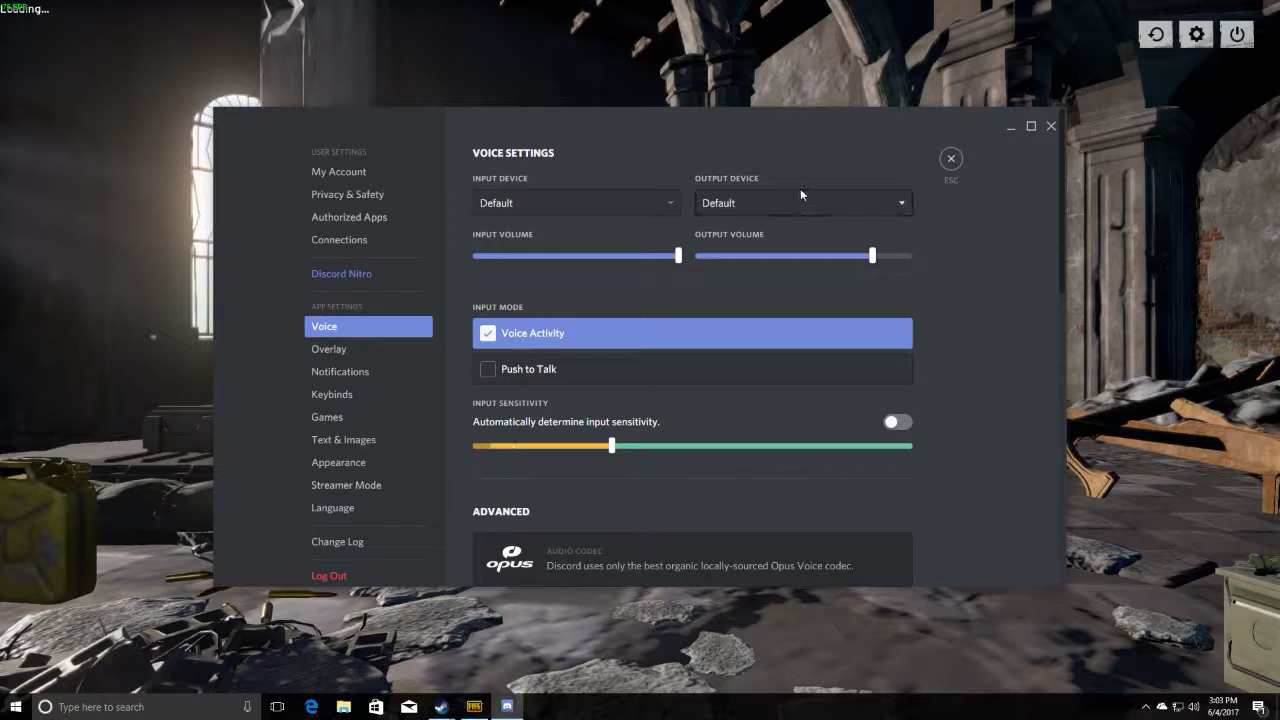 Loading...
USER SETTINGS
My Account
Privacy & Safety
Authorized Apps
Connections
Discord Nitro
APP SETTINGS
Voice
Overlay
Notifications
Keybinds
Games
Text & Images
Appearance
Streamer Mode
Language
Change Log
Log Out
VOICE SETTINGS
INPUT DEVICE
OUTPUT DEVICE
Default
Default
INPUT VOLUME
OUTPUT VOLUME
INPUT MODE
Voice Activity
Push to Talk
INPUT SENSITIVITY
Automatically determine input sensitivity.
ADVANCED
opus
AUDIO CODEC
Discord uses only the best organic locally-sourced Opus Voice codec.
ESC
Type here to search
3:03 PM
6/4/2017